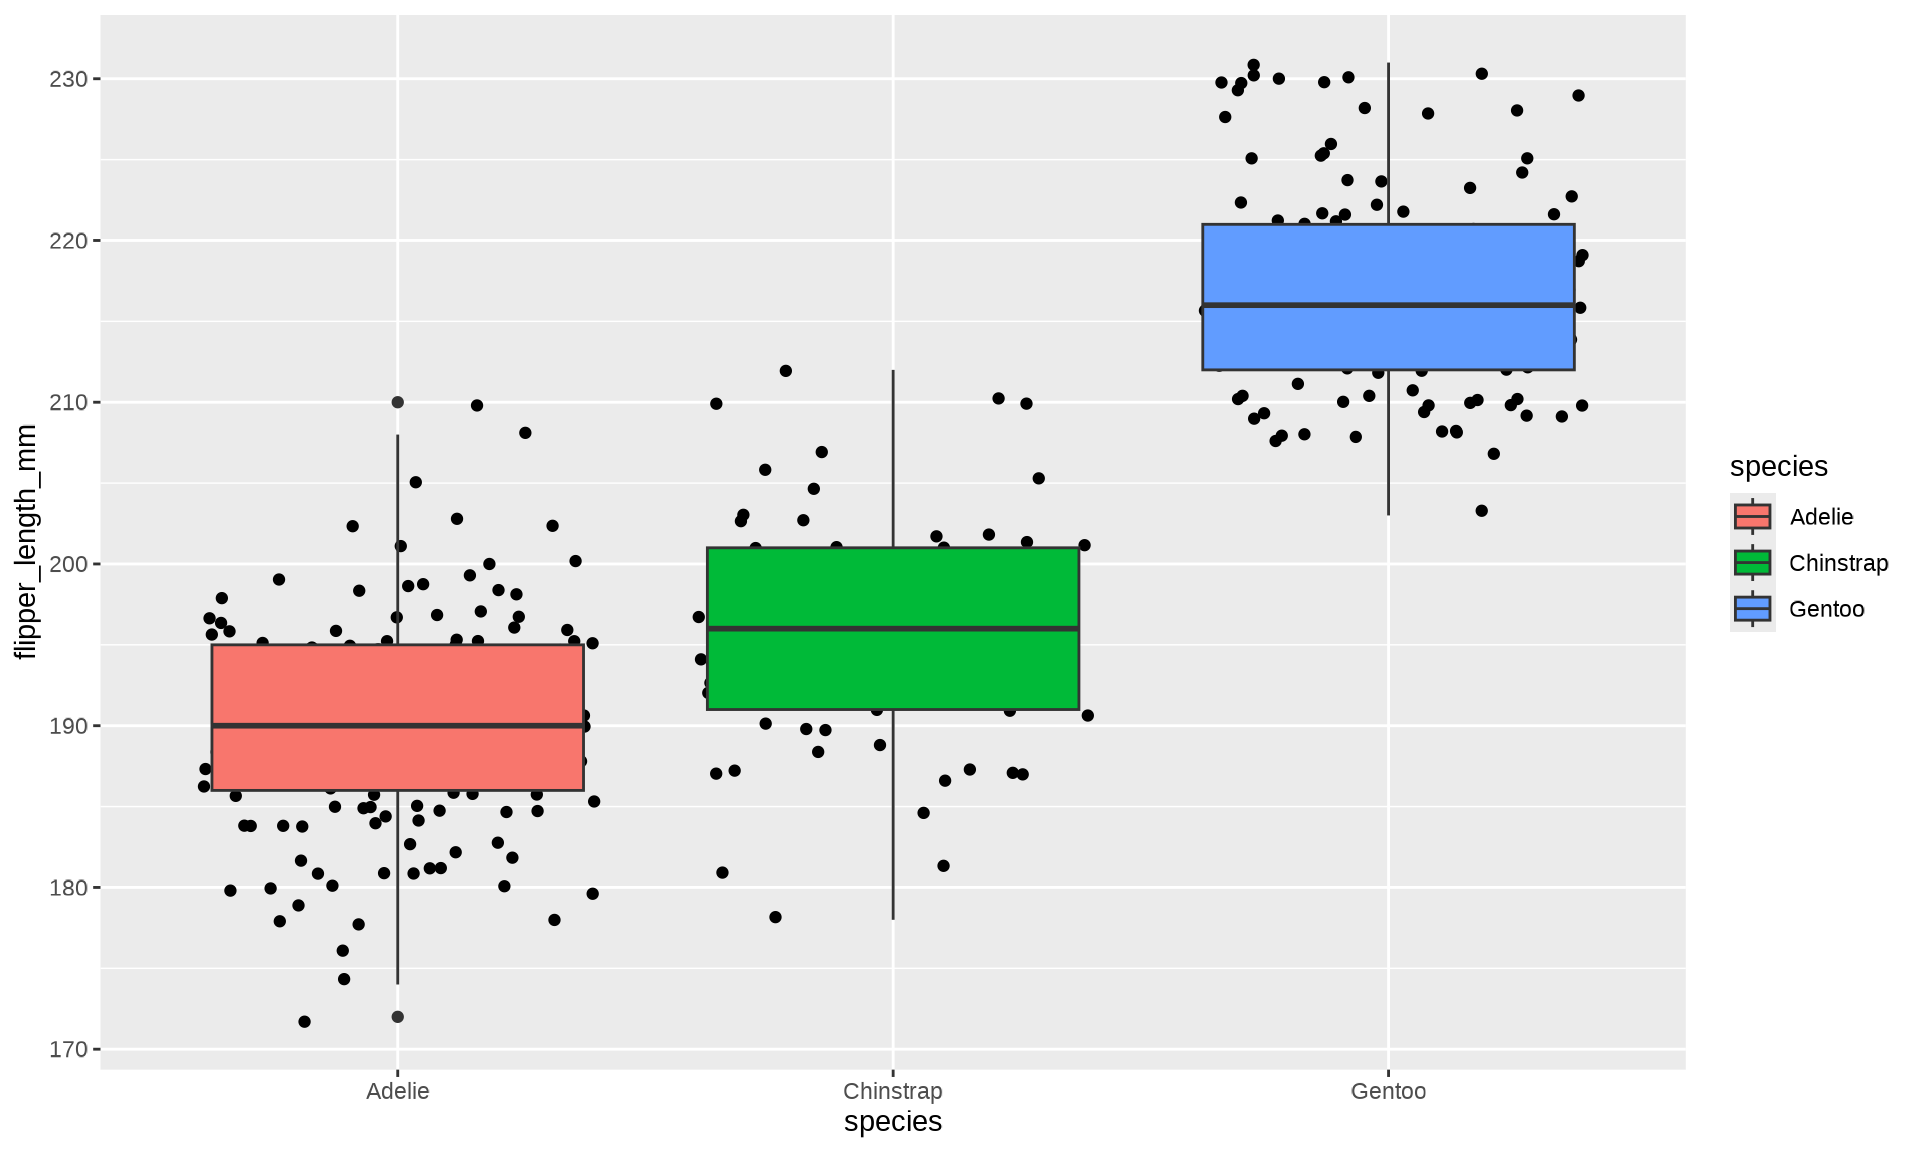 flipper_length_mm
230
220
210
200
190
180
170
Adelie
Chinstrap
Gentoo
species
species
Adelie
Chinstrap
Gentoo